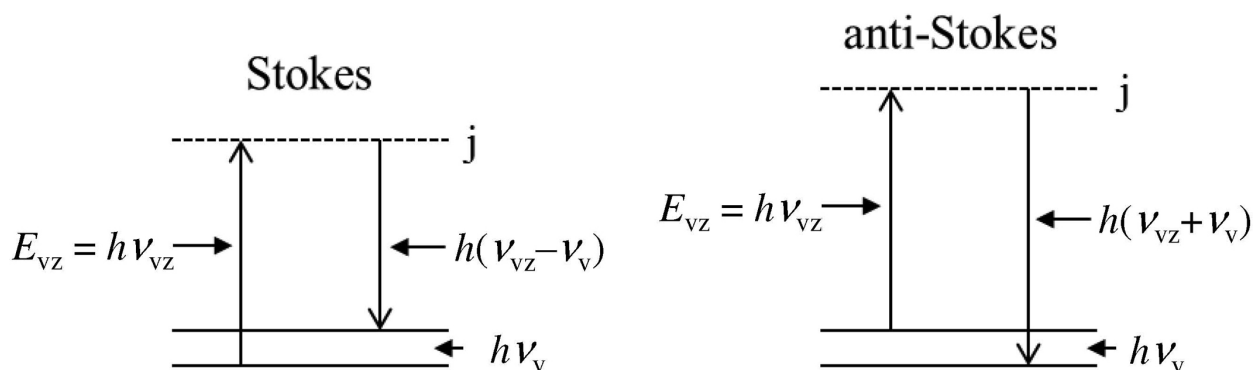 Stokes
j
E_vz = hν_vz
h(ν_vz−ν_v)
hν_v
anti-Stokes
j
E_vz = hν_vz
h(ν_vz+ν_v)
hν_v